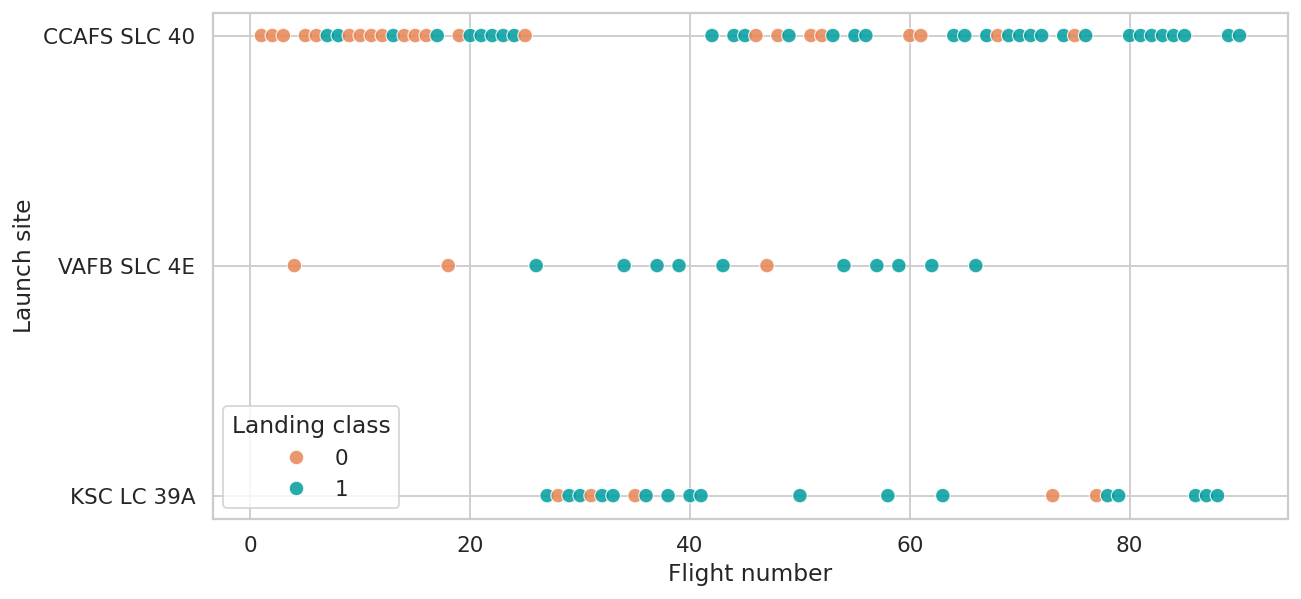 CCAFS SLC 40
VAFB SLC 4E
KSC LC 39A
Launch site
Landing class
0
1
0 20 40 60 80
Flight number